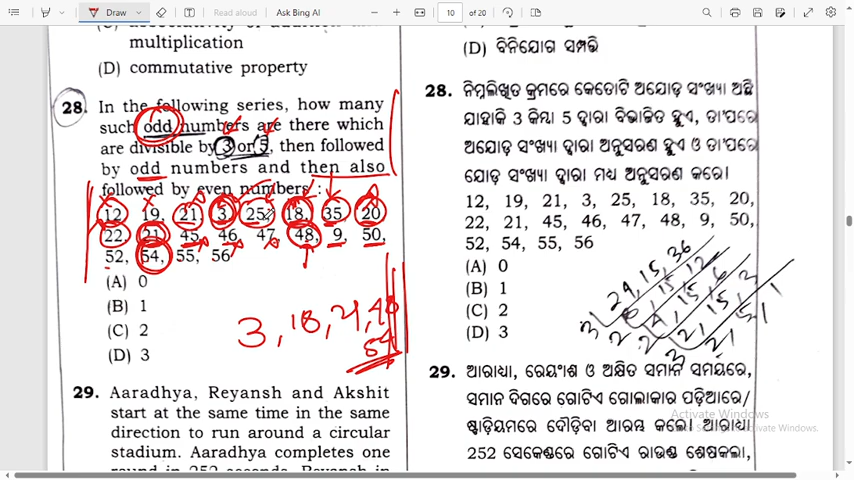 Draw
Read aloud
Ask Bing AI
10
of 20
multiplication
(D) commutative property
28. In the following series, how many
such odd numbers are there which
are divisible by 3 or 5, then followed
by odd numbers and then also
followed by even numbers :
12, 19, 21, 3, 25, 18, 35, 20,
22, 21, 45, 46, 47, 48, 9, 50,
52, 54, 55, 56
(A) 0
(B) 1
(C) 2
(D) 3
3, 18, 21, 48
54
29. Aaradhya, Reyansh and Akshit
start at the same time in the same
direction to run around a circular
stadium. Aaradhya completes one
(D) ବିନିଯୋଗ ସମ୍ପତ୍ତି
28. ନିମ୍ନଲିଖିତ କ୍ରମରେ କେତୋଟି ଅଯୋଡ଼ ସଂଖ୍ୟା ଅଛି
ଯାହାକି 3 କିମ୍ବା 5 ଦ୍ୱାରା ବିଭାଜିତ ହୁଏ, ତା'ପରେ
ଅଯୋଡ଼ ସଂଖ୍ୟା ଦ୍ୱାରା ଅନୁସରଣ ହୁଏ ଓ ତା'ପରେ
ଯୋଡ଼ ସଂଖ୍ୟା ଦ୍ୱାରା ମଧ୍ୟ ଅନୁସରଣ କରେ।
12, 19, 21, 3, 25, 18, 35, 20,
22, 21, 45, 46, 47, 48, 9, 50,
52, 54, 55, 56
(A) 0
(B) 1
(C) 2
(D) 3
29. ଆରାଧ୍ୟା, ରେୟାଂଶ ଓ ଅକ୍ଷିତ ସମାନ ସମୟରେ,
ସମାନ ଦିଗରେ ଗୋଟିଏ ଗୋଲାକାର ପଡ଼ିଆରେ/
ଷ୍ଟାଡ଼ିୟମରେ ଦୌଡ଼ିବା ଆରମ୍ଭ କଲେ। ଆରାଧ୍ୟା
252 ସେକେଣ୍ଡରେ ଗୋଟିଏ ରାଉଣ୍ଡ ଶେଷକଲା,
Activate Windows